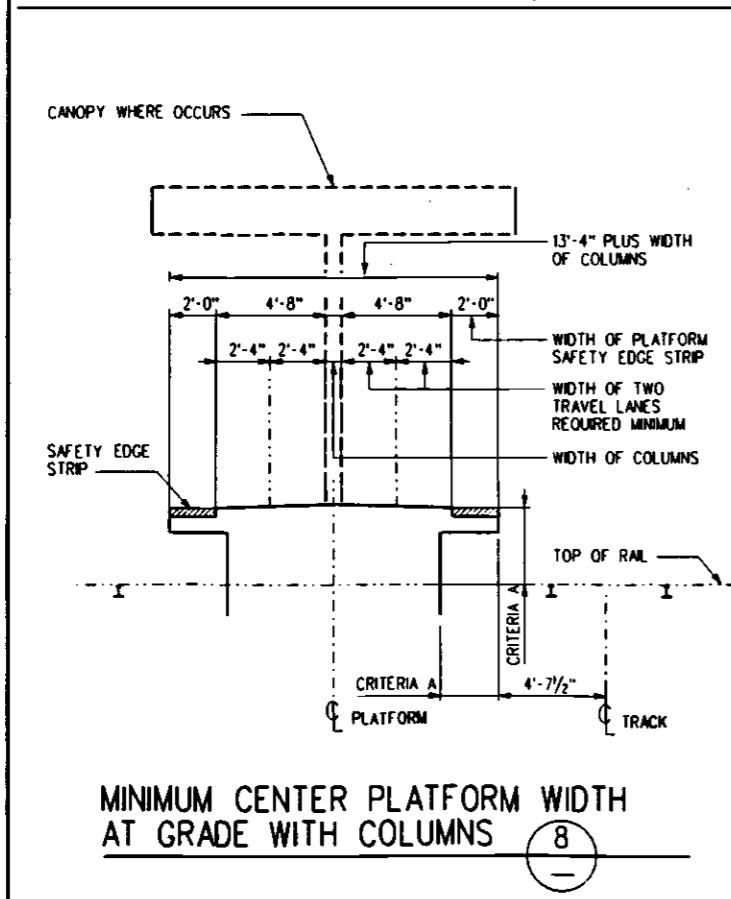 CANOPY WHERE OCCURS
13'-4" PLUS WIDTH
OF COLUMNS
2'-0" 4'-8" 4'-8" 2'-0"
WIDTH OF PLATFORM
SAFETY EDGE STRIP
2'-4" 2'-4" 2'-4" 2'-4"
WIDTH OF TWO
TRAVEL LANES
REQUIRED MINIMUM
SAFETY EDGE
STRIP
WIDTH OF COLUMNS
TOP OF RAIL
CRITERIA A
CRITERIA A
4'-7½"
℄ PLATFORM
℄ TRACK
MINIMUM CENTER PLATFORM WIDTH
AT GRADE WITH COLUMNS 8
—